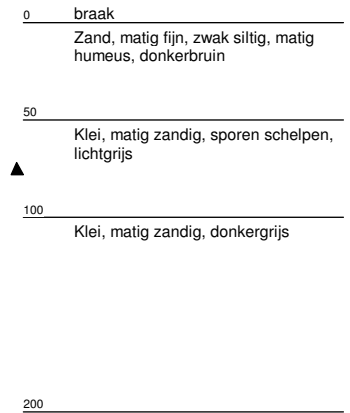 0 braak
Zand, matig fijn, zwak siltig, matig
humeus, donkerbruin
50
Klei, matig zandig, sporen schelpen,
lichtgrijs
100
Klei, matig zandig, donkergrijs
200